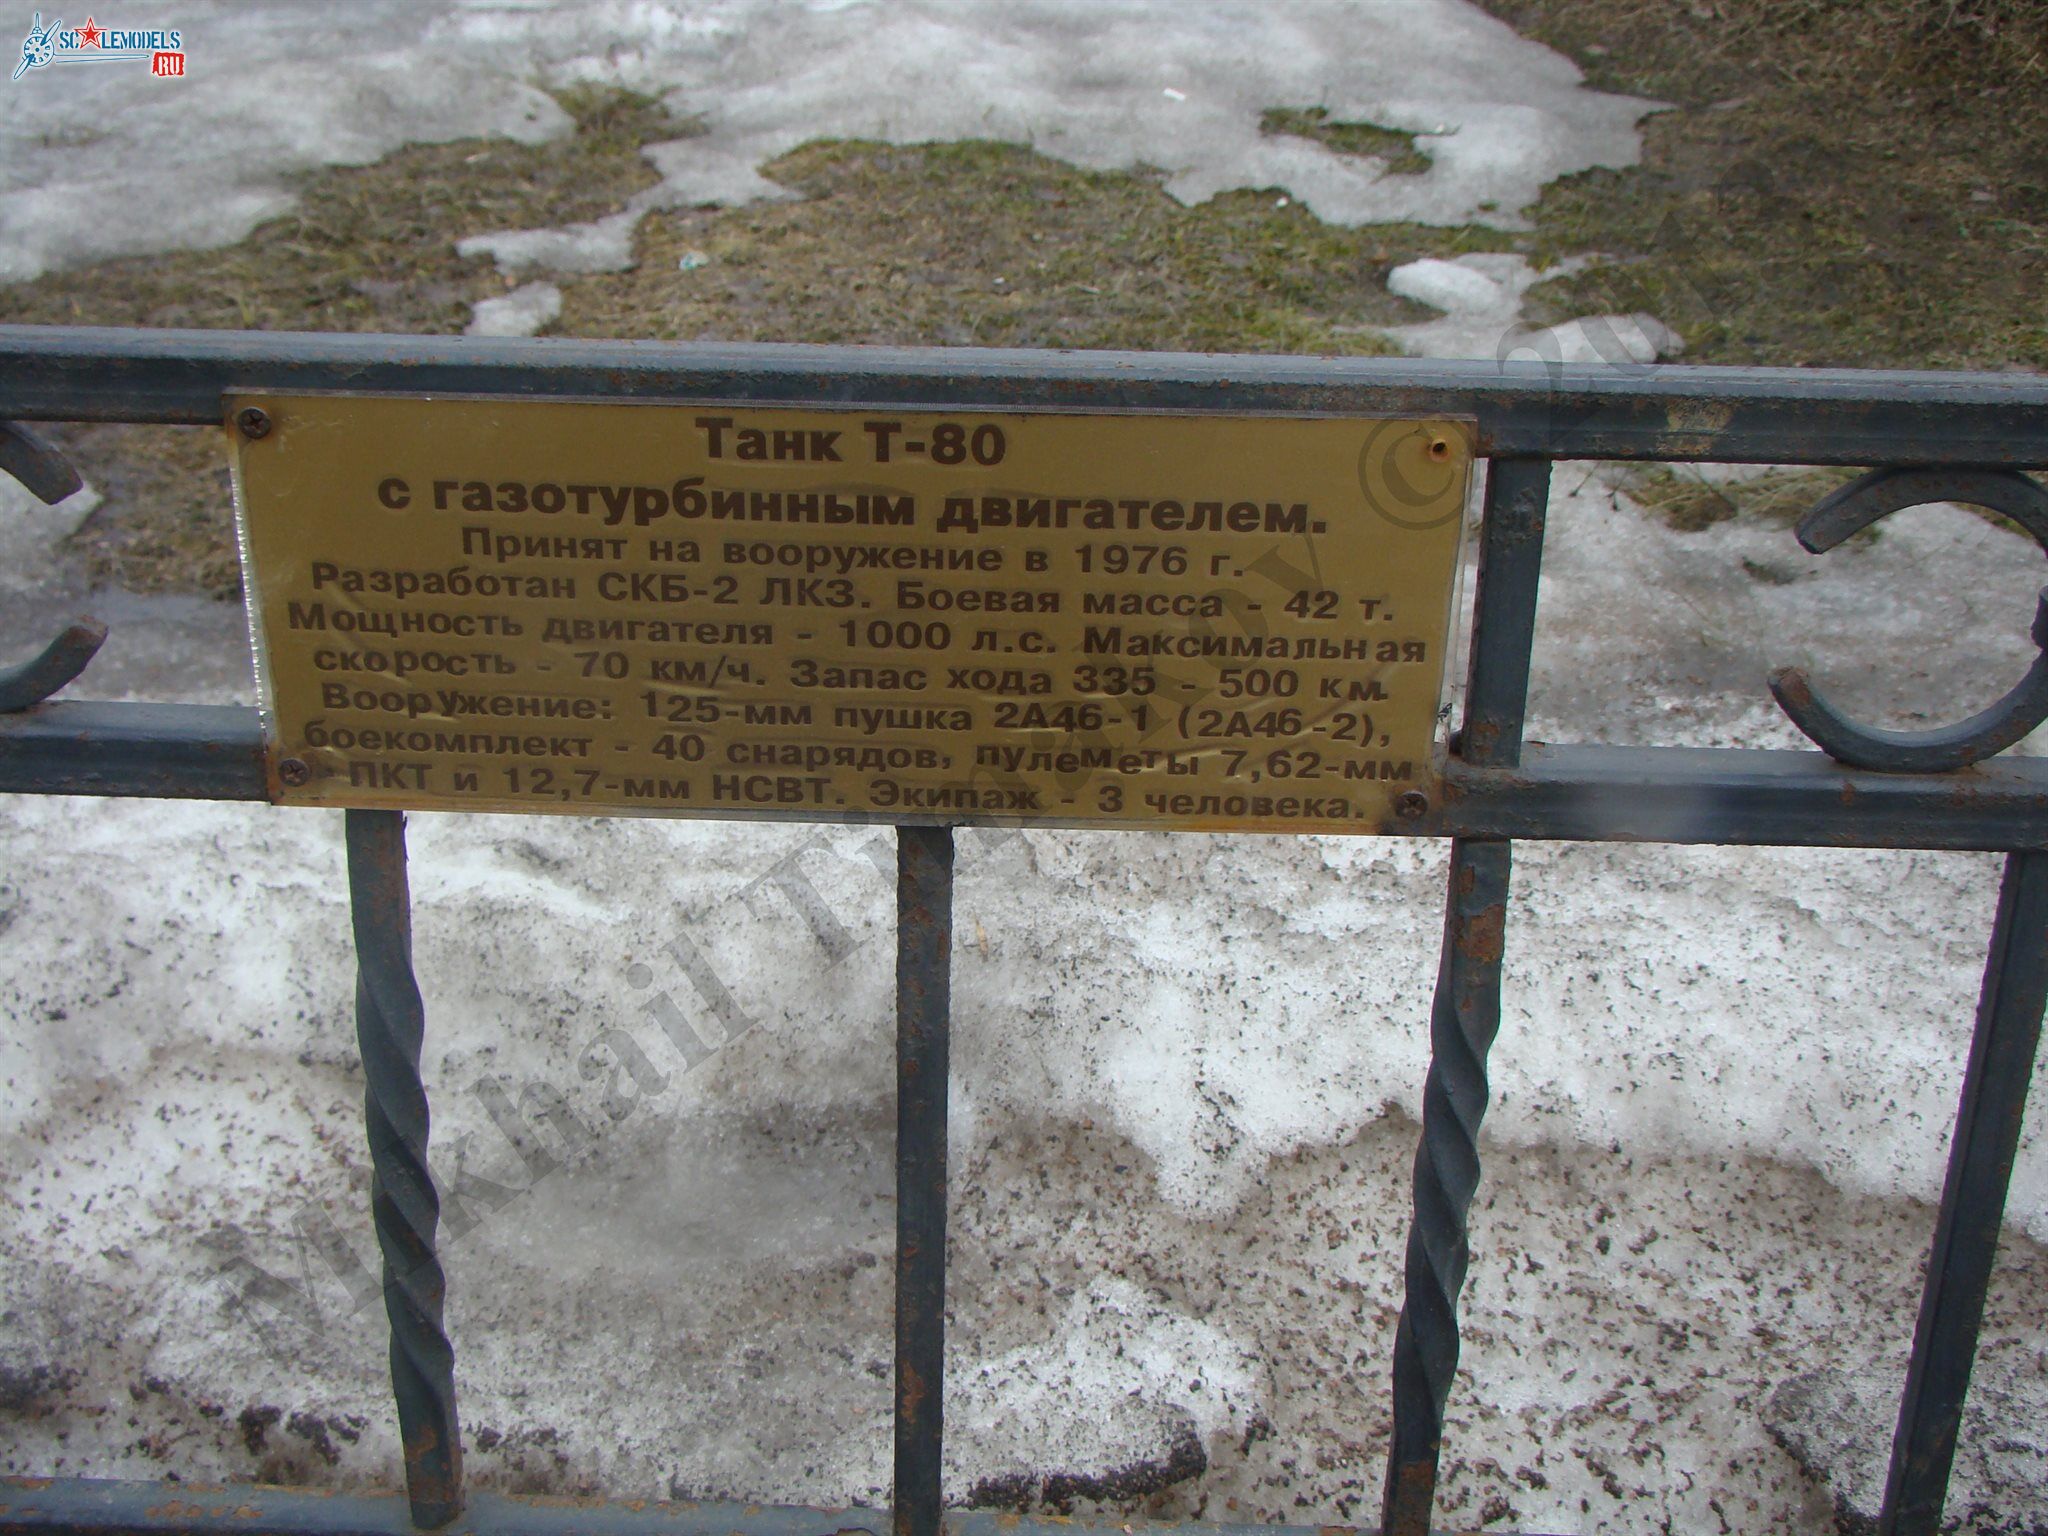 SCALEMODELS
RU
Танк Т-80
с газотурбинным двигателем.
Принят на вооружение в 1976 г.
Разработан СКБ-2 ЛКЗ. Боевая масса - 42 т.
Мощность двигателя - 1000 л.с. Максимальная
скорость - 70 км/ч. Запас хода 335 - 500 км.
Вооружение: 125-мм пушка 2А46-1 (2А46-2),
боекомплект - 40 снарядов, пулеметы 7,62-мм
ПКТ и 12,7-мм НСВТ. Экипаж - 3 человека.
Mikhail Timakov ©